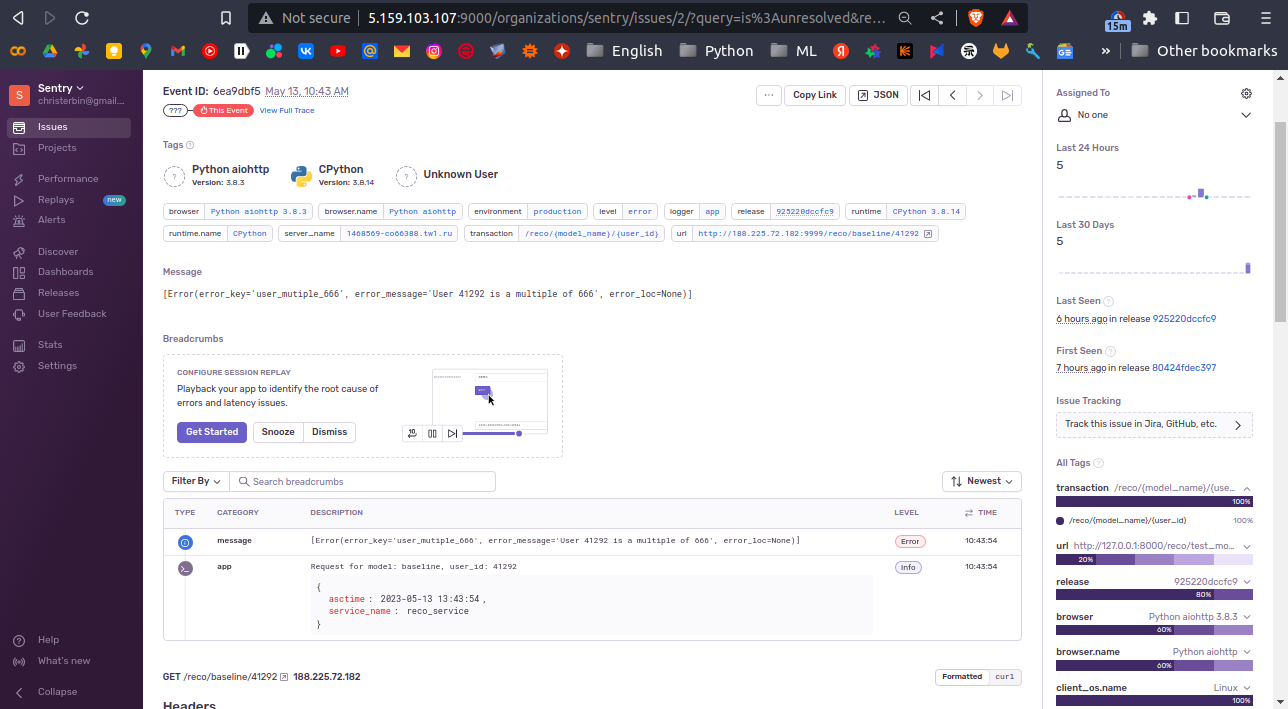 Not secure 5.159.103.107:9000/organizations/sentry/issues/2/?query=is%3Aunresolved&re...
15m
English
Python
ML
»
Other bookmarks
S
Sentry
christerbin@gmail...
Issues
Projects
Performance
Replays new
Alerts
Discover
Dashboards
Releases
User Feedback
Stats
Settings
Help
What's new
Collapse
Event ID: 6ea9dbf5 May 13, 10:43 AM
??? This Event View Full Trace
... Copy Link JSON
Tags ?
? Python aiohttp
Version: 3.8.3
CPython
Version: 3.8.14
? Unknown User
browser Python aiohttp 3.8.3 browser.name Python aiohttp environment production level error logger app release 925220dccfc9 runtime CPython 3.8.14
runtime.name CPython server_name 1468569-co66388.tw1.ru transaction /reco/{model_name}/{user_id} url http://188.225.72.182:9999/reco/baseline/41292
Message
[Error(error_key='user_mutiple_666', error_message='User 41292 is a multiple of 666', error_loc=None)]
Breadcrumbs
CONFIGURE SESSION REPLAY
Playback your app to identify the root cause of
errors and latency issues.
Get Started Snooze Dismiss
10
Filter By Search breadcrumbs Newest
TYPE CATEGORY DESCRIPTION LEVEL TIME
message [Error(error_key='user_mutiple_666', error_message='User 41292 is a multiple of 666', error_loc=None)] Error 10:43:54
app Request for model: baseline, user_id: 41292 Info 10:43:54
{
asctime: 2023-05-13 13:43:54,
service_name: reco_service
}
GET /reco/baseline/41292 188.225.72.182 Formatted curl
Headers
Assigned To
No one
Last 24 Hours
5
Last 30 Days
5
Last Seen ?
6 hours ago in release 925220dccfc9
First Seen ?
7 hours ago in release 80424fdec397
Issue Tracking
Track this issue in Jira, GitHub, etc.
All Tags ?
transaction /reco/{model_name}/{use...
100%
/reco/{model_name}/{user_id} 100%
url http://127.0.0.1:8000/reco/test_mo...
20%
release 925220dccfc9
80%
browser Python aiohttp 3.8.3
60%
browser.name Python aiohttp
60%
client_os.name Linux
100%